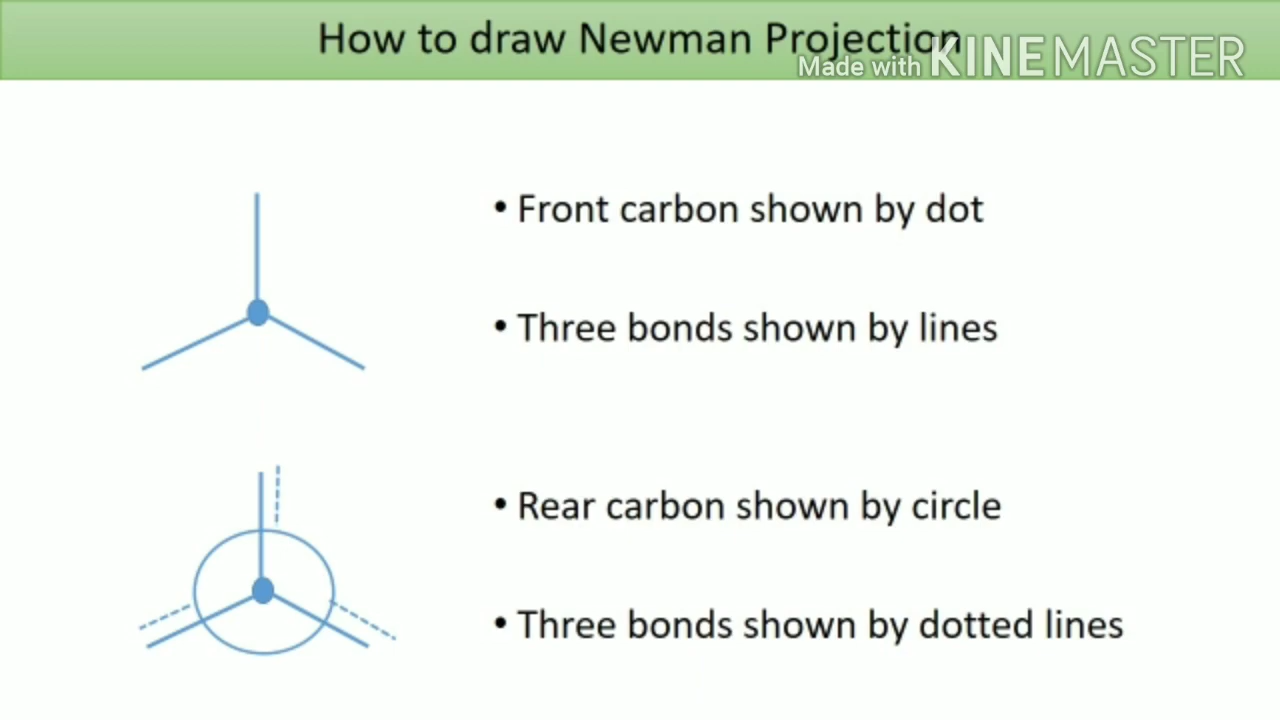 How to draw Newman Projection
Made with KINEMASTER
• Front carbon shown by dot
• Three bonds shown by lines
• Rear carbon shown by circle
• Three bonds shown by dotted lines